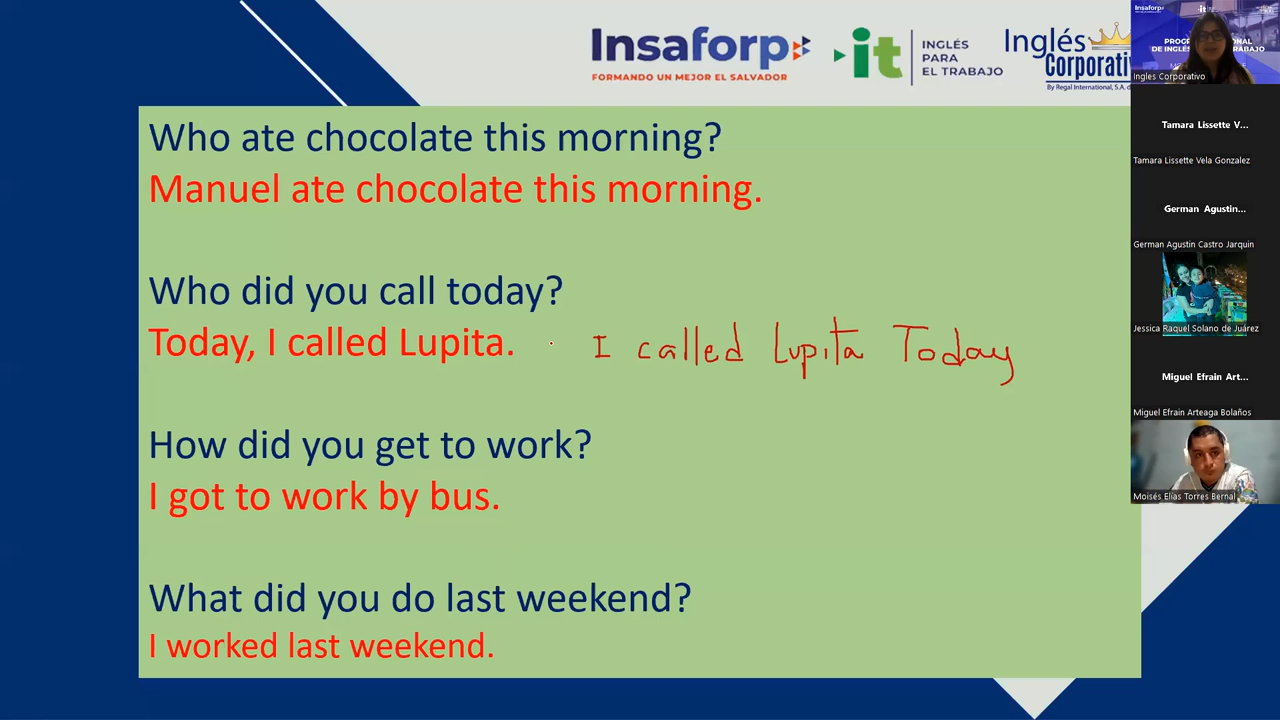 Insaforp
FORMANDO UN MEJOR EL SALVADOR
it
INGLÉS
PARA
EL TRABAJO
Inglés
Corporativ
By Regal International, S.A. d
Who ate chocolate this morning?
Manuel ate chocolate this morning.
Who did you call today?
Today, I called Lupita.
I called Lupita Today
How did you get to work?
I got to work by bus.
What did you do last weekend?
I worked last weekend.
Insaforp
it
Ingles Corporativo
Tamara Lissette V...
Tamara Lissette Vela Gonzalez
German Agustin...
German Agustin Castro Jarquin
Jessica Raquel Solano de Juárez
Miguel Efrain Art...
Miguel Efrain Arteaga Bolaños
Moisés Elías Torres Bernal